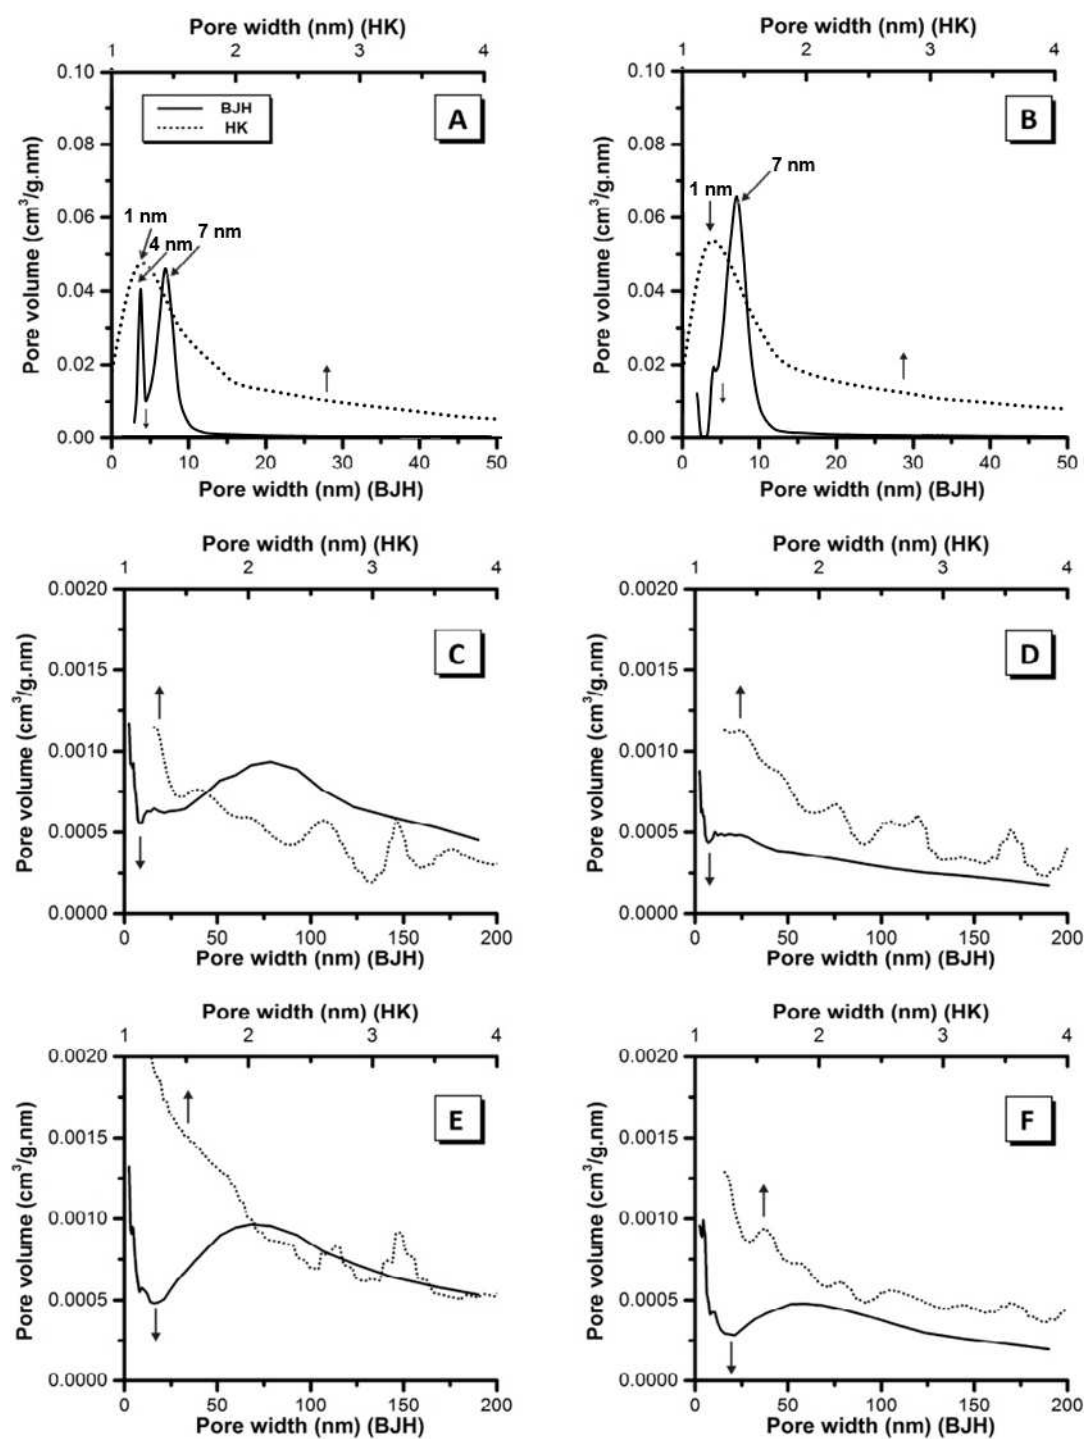 Pore width (nm) (HK)
1 2 3 4
0.10
0.08
0.06
0.04
0.02
0.00
Pore volume (cm³/g.nm)
BJH
HK
A
1 nm
4 nm
7 nm
0 10 20 30 40 50
Pore width (nm) (BJH)
Pore width (nm) (HK)
1 2 3 4
0.10
0.08
0.06
0.04
0.02
0.00
Pore volume (cm³/g.nm)
B
7 nm
1 nm
0 10 20 30 40 50
Pore width (nm) (BJH)
Pore width (nm) (HK)
1 2 3 4
0.0020
0.0015
0.0010
0.0005
0.0000
Pore volume (cm³/g.nm)
C
0 50 100 150 200
Pore width (nm) (BJH)
Pore width (nm) (HK)
1 2 3 4
0.0020
0.0015
0.0010
0.0005
0.0000
Pore volume (cm³/g.nm)
D
0 50 100 150 200
Pore width (nm) (BJH)
Pore width (nm) (HK)
1 2 3 4
0.0020
0.0015
0.0010
0.0005
0.0000
Pore volume (cm³/g.nm)
E
0 50 100 150 200
Pore width (nm) (BJH)
Pore width (nm) (HK)
1 2 3 4
0.0020
0.0015
0.0010
0.0005
0.0000
Pore volume (cm³/g.nm)
F
0 50 100 150 200
Pore width (nm) (BJH)